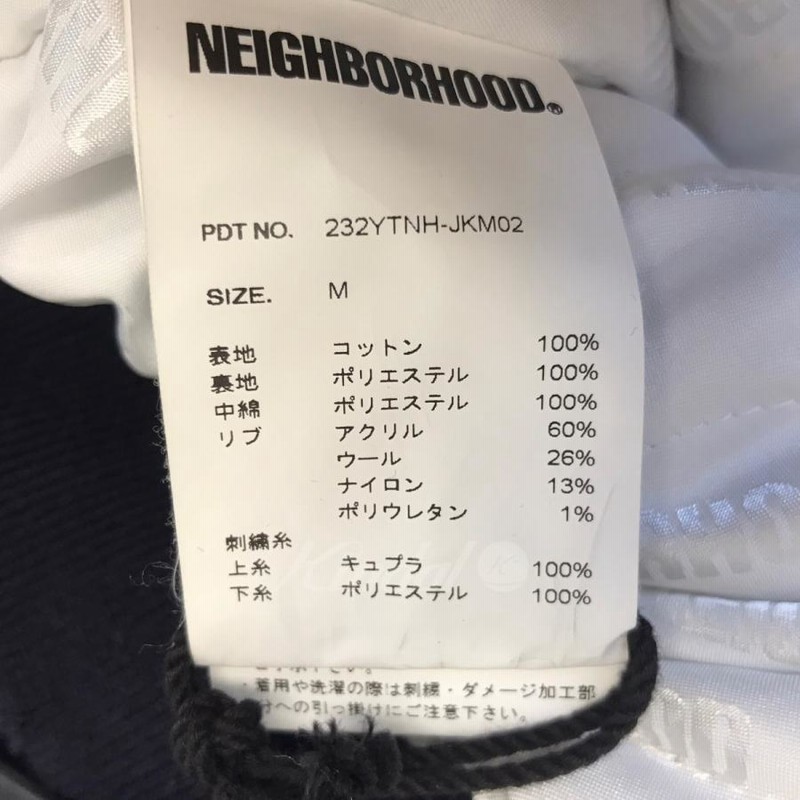 NEIGHBORHOOD®
PDT NO. 232YTNH-JKM02
SIZE. M
表地 コットン 100%
裏地 ポリエステル 100%
中綿 ポリエステル 100%
リブ アクリル 60%
ウール 26%
ナイロン 13%
ポリウレタン 1%
刺繍糸
上糸 キュプラ 100%
下糸 ポリエステル 100%
下さい。
・着用や洗濯の際は刺繍・ダメージ加工部
分への引っ掛けにご注意下さい。